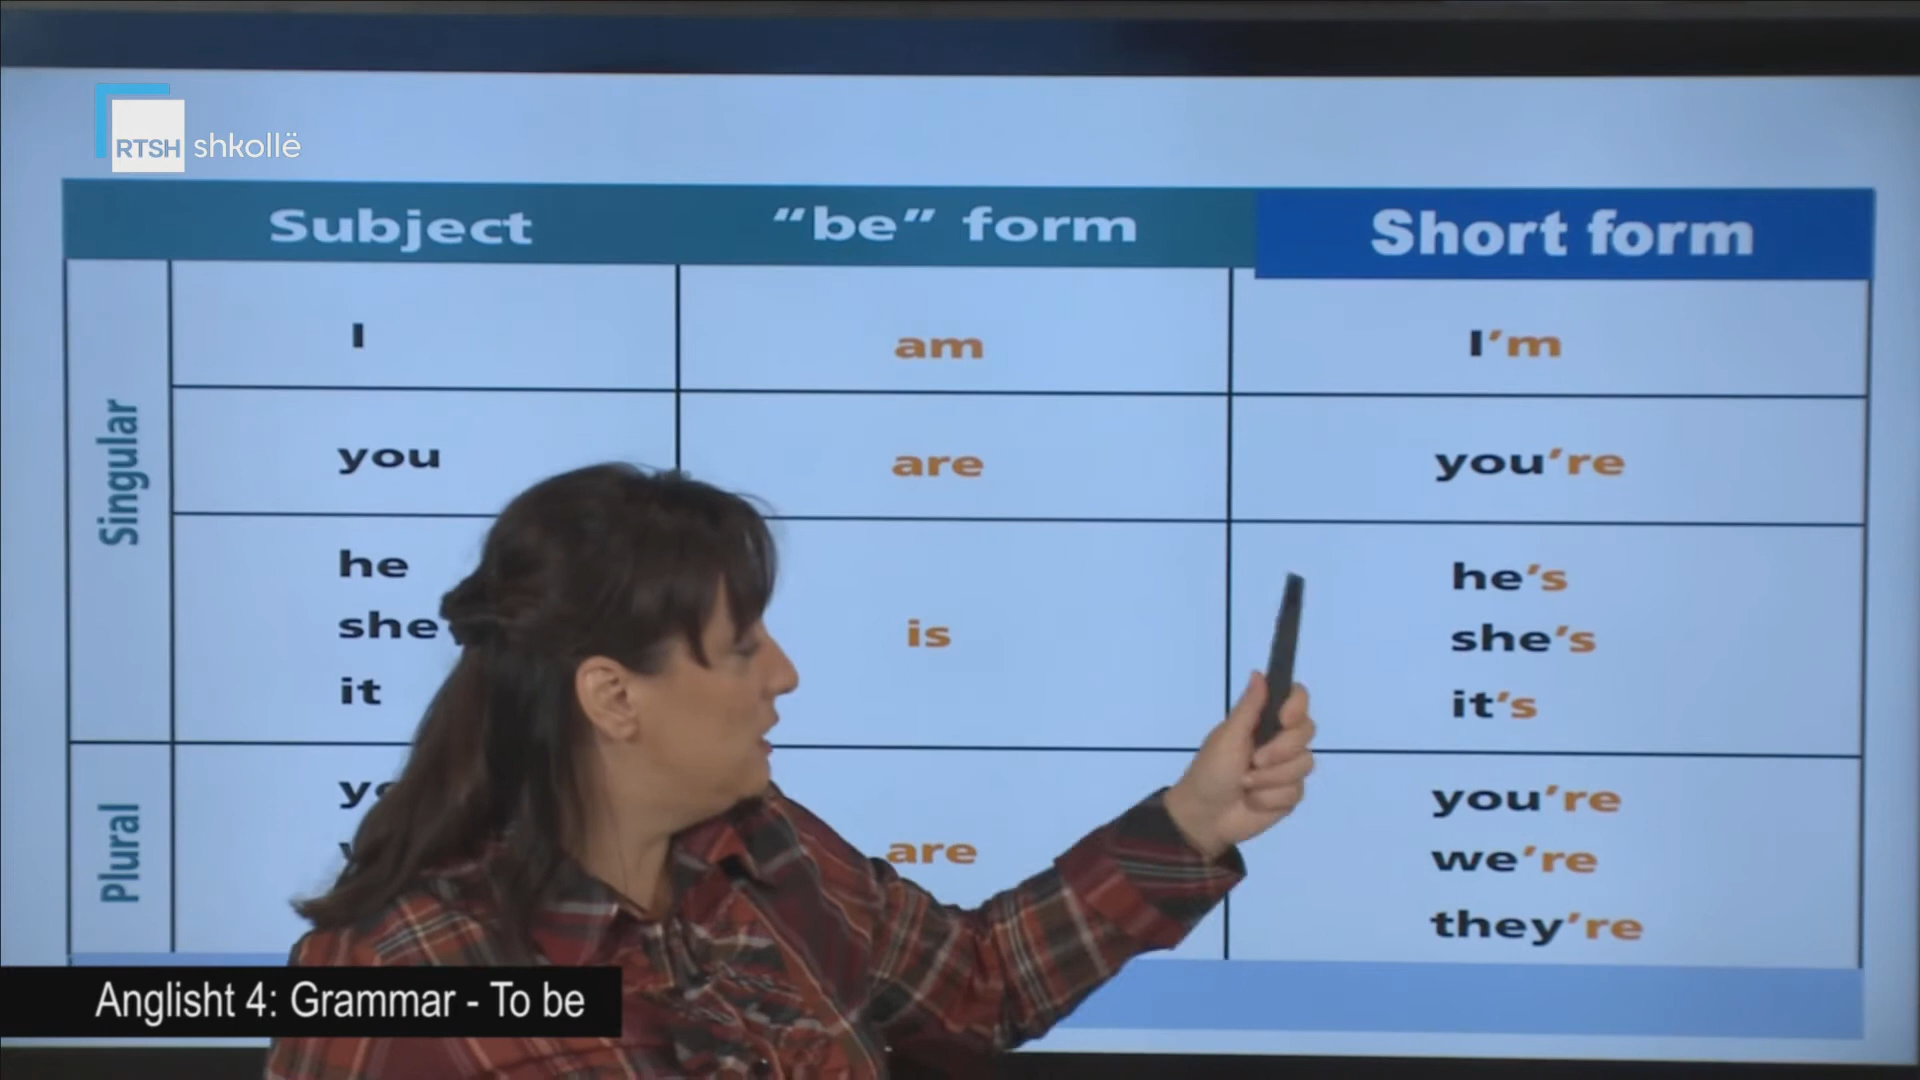 RTSH shkollë
Subject "be" form Short form
Singular
I am I'm
you are you're
he he's
she is she's
it it's
Plural
you're
are we're
they're
Anglisht 4: Grammar - To be